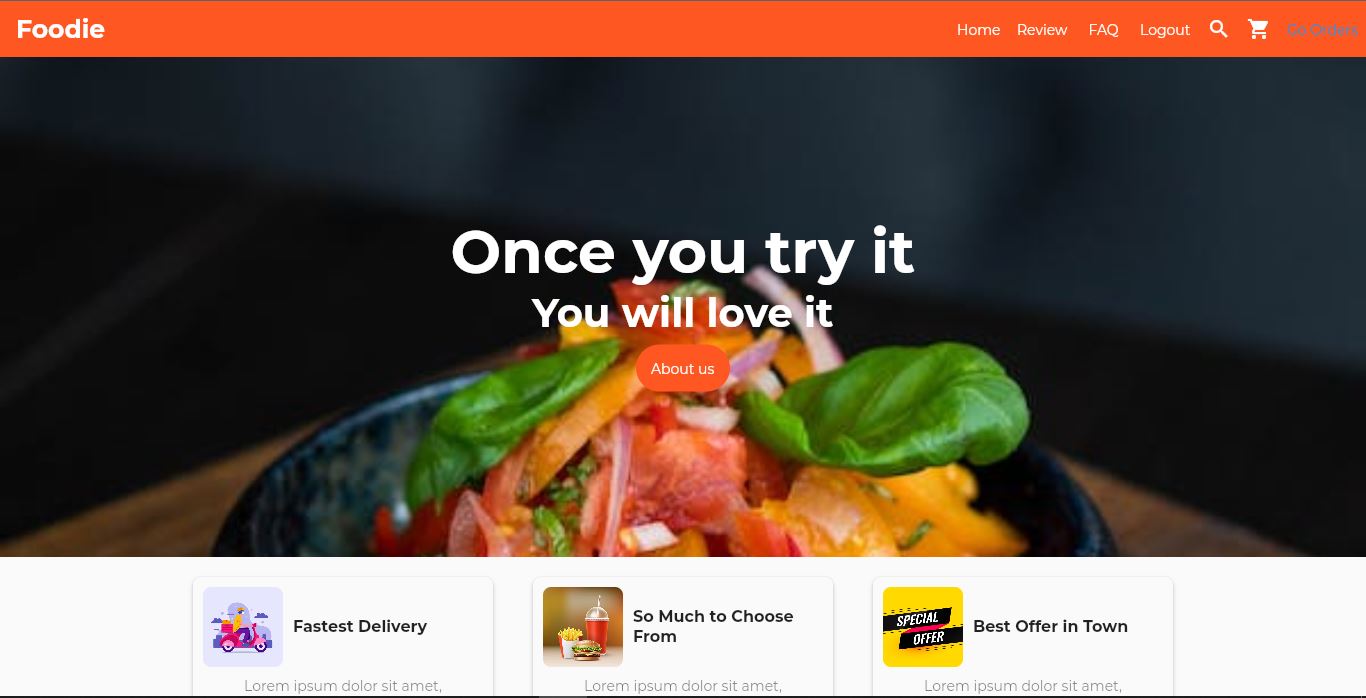 Foodie
Home Review FAQ Logout Go Orders
Once you try it
You will love it
About us
Fastest Delivery
So Much to Choose
From
SPECIAL
OFFER
Best Offer in Town
Lorem ipsum dolor sit amet,
Lorem ipsum dolor sit amet,
Lorem ipsum dolor sit amet,